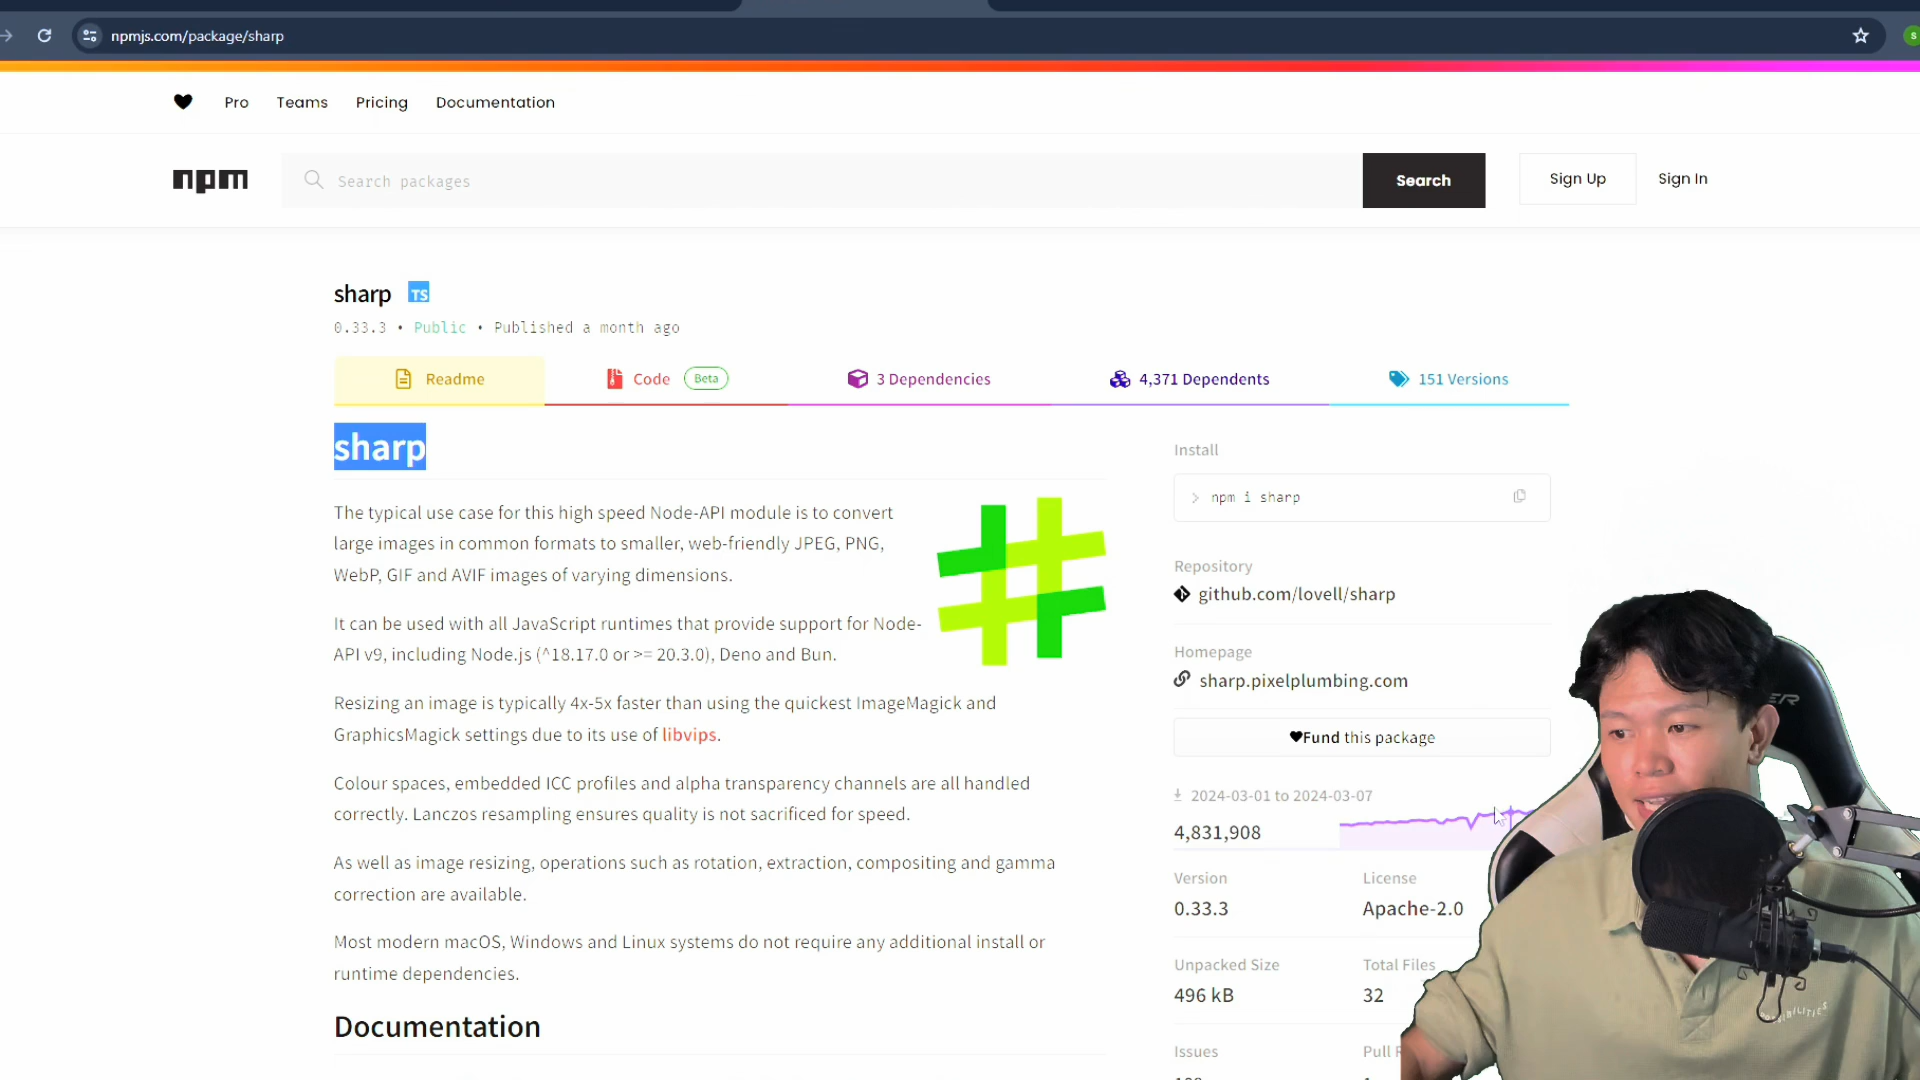 npmjs.com/package/sharp
S
Pro Teams Pricing Documentation
npm Search packages Search Sign Up Sign In
sharp TS
0.33.3 • Public • Published a month ago
Readme Code Beta 3 Dependencies 4,371 Dependents 151 Versions
sharp
The typical use case for this high speed Node-API module is to convert
large images in common formats to smaller, web-friendly JPEG, PNG,
WebP, GIF and AVIF images of varying dimensions.
It can be used with all JavaScript runtimes that provide support for Node-
API v9, including Node.js (^18.17.0 or >= 20.3.0), Deno and Bun.
Resizing an image is typically 4x-5x faster than using the quickest ImageMagick and
GraphicsMagick settings due to its use of libvips.
Colour spaces, embedded ICC profiles and alpha transparency channels are all handled
correctly. Lanczos resampling ensures quality is not sacrificed for speed.
As well as image resizing, operations such as rotation, extraction, compositing and gamma
correction are available.
Most modern macOS, Windows and Linux systems do not require any additional install or
runtime dependencies.
Documentation
Install
> npm i sharp
Repository
github.com/lovell/sharp
Homepage
sharp.pixelplumbing.com
Fund this package
2024-03-01 to 2024-03-07
4,831,908
Version License
0.33.3 Apache-2.0
Unpacked Size Total Files
496 kB 32
Issues Pull